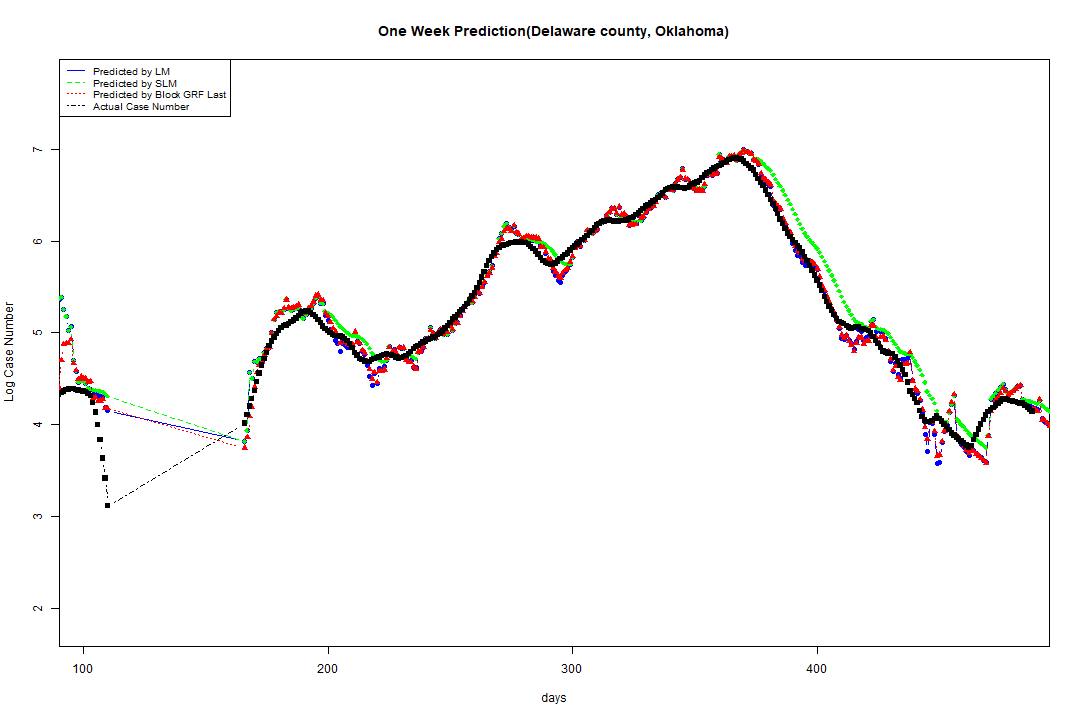 One Week Prediction(Delaware county, Oklahoma)
Predicted by LM
Predicted by SLM
Predicted by Block GRF Last
Actual Case Number
7
6
5
4
3
2
Log Case Number
100 200 300 400
days